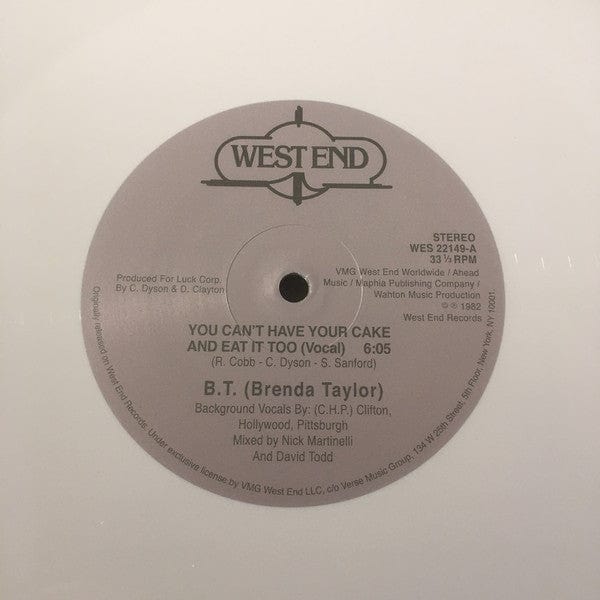 WEST END
STEREO
WES 22149-A
33 ⅓ RPM
Produced For Luck Corp.
By C. Dyson & D. Clayton
VMG West End Worldwide / Ahead
Music / Maphia Publishing Company /
Wahton Music Production
© ℗ 1982
West End Records
YOU CAN'T HAVE YOUR CAKE
AND EAT IT TOO (Vocal) 6:05
(R. Cobb - C. Dyson - S. Sanford)
B.T. (Brenda Taylor)
Background Vocals By: (C.H.P.) Clifton,
Hollywood, Pittsburgh
Mixed by Nick Martinelli
And David Todd
Originally released on West End Records. Under exclusive license by VMG West End LLC, c/o Verse Music Group, 134 W 25th Street, 5th Floor, New York, NY 10001